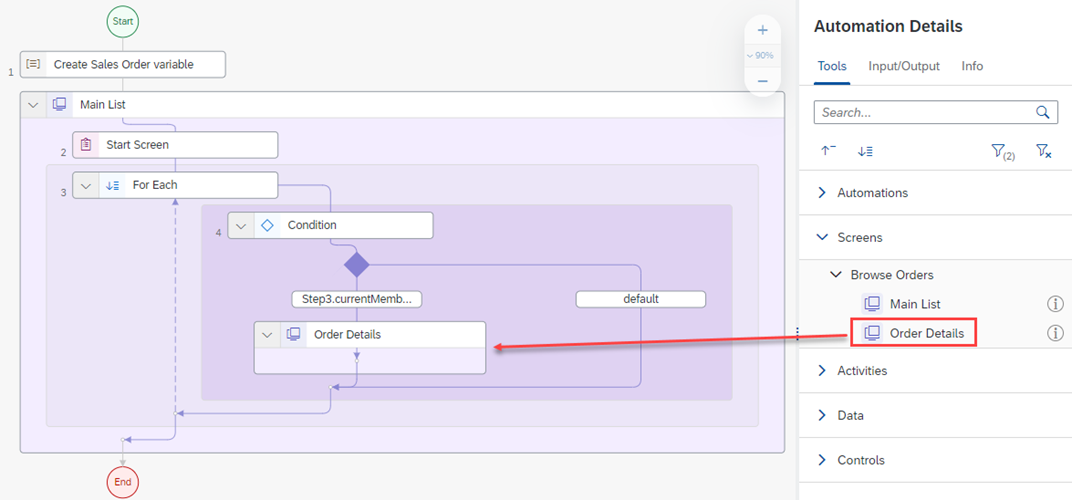 Start
1
Create Sales Order variable
Main List
2
Start Screen
3
For Each
4
Condition
Step3.currentMemb...
default
Order Details
End
90%
Automation Details
Tools
Input/Output
Info
Search...
(2)
Automations
Screens
Browse Orders
Main List
Order Details
Activities
Data
Controls